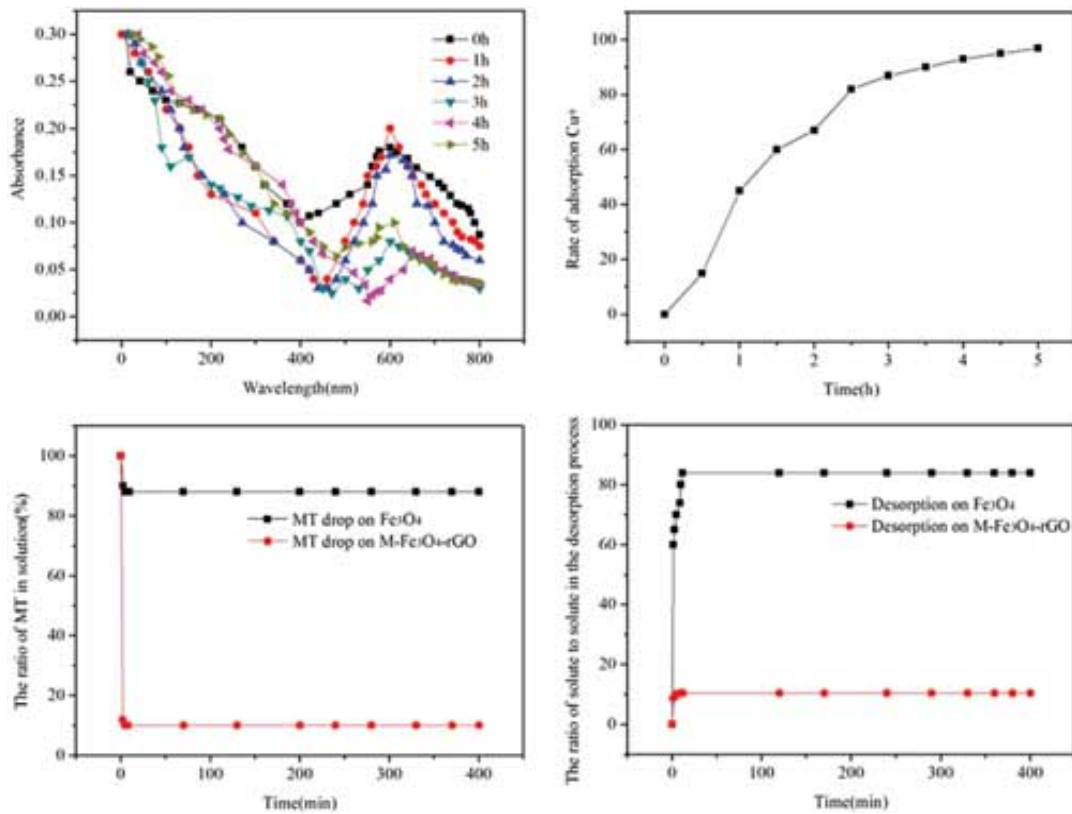 0.30
0.25
0.20
0.15
0.10
0.05
0.00
Absorbance
0h
1h
2h
3h
4h
5h
0 200 400 600 800
Wavelength(nm)
100
80
60
40
20
0
Rate of adsorption Cu+
0 1 2 3 4 5
Time(h)
100
80
60
40
20
0
The ratio of MT in solution(%)
MT drop on Fe3O4
MT drop on M-Fe3O4-rGO
0 100 200 300 400
Time(min)
100
80
60
40
20
0
The ratio of solute to solute in the desorption process
Desorption on Fe3O4
Desorption on M-Fe3O4-rGO
0 100 200 300 400
Time(min)